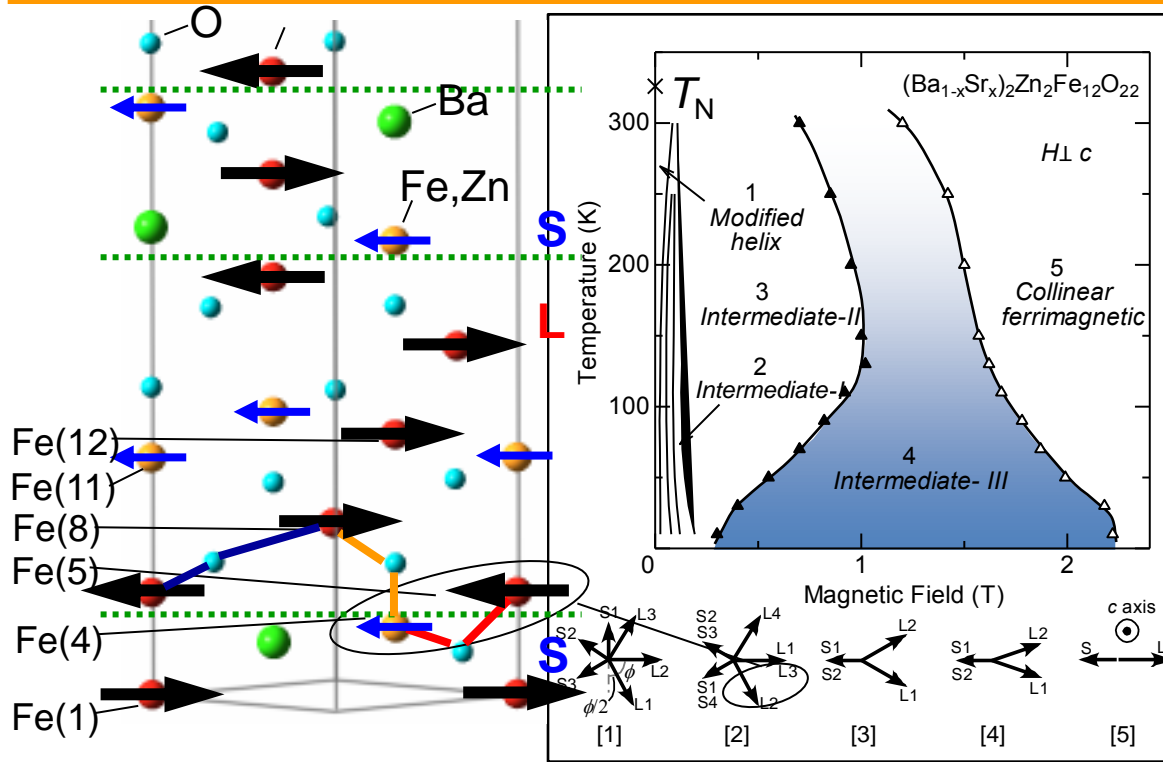 O
Ba
Fe,Zn
S
L
Fe(12)
Fe(11)
Fe(8)
Fe(5)
Fe(4)
S
Fe(1)
(Ba1-xSrx)2Zn2Fe12O22
TN
H⊥ c
300
200
100
0
Temperature (K)
1
Modified
helix
3
Intermediate-II
2
Intermediate-I
5
Collinear
ferrimagnetic
4
Intermediate- III
0
1
2
Magnetic Field (T)
S1
L3
S2
L2
S3
ϕ
ϕ/2
L1
[1]
S2
S3
L4
L1
L3
S1
S4
L2
[2]
S1
S2
L2
L1
[3]
S1
S2
L2
L1
[4]
c axis
S
L
[5]